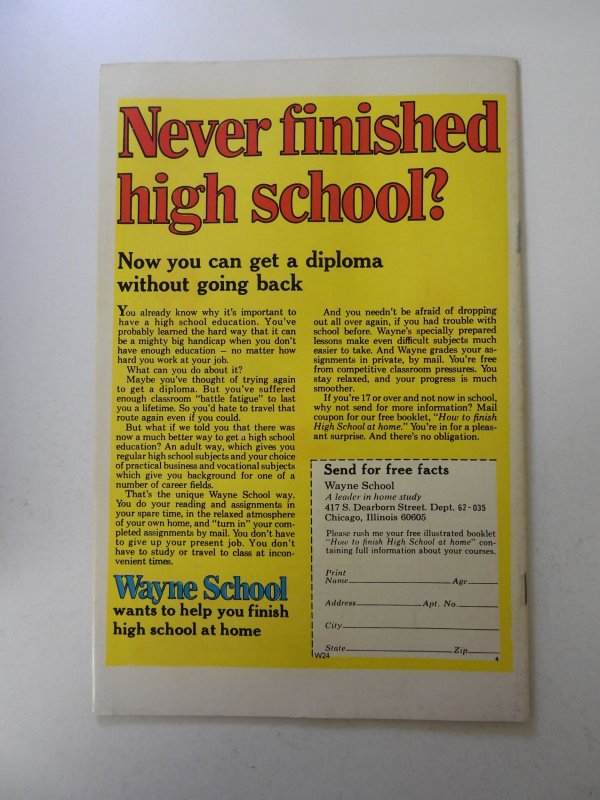 Never finished
high school?
Now you can get a diploma
without going back
You already know why it's important to
have a high school education. You've
probably learned the hard way that it can
be a mighty big handicap when you don't
have enough education — no matter how
hard you work at your job.
What can you do about it?
Maybe you've thought of trying again
to get a diploma. But you've suffered
enough classroom "battle fatigue" to last
you a lifetime. So you'd hate to travel that
route again even if you could.
But what if we told you that there was
now a much better way to get a high school
education? An adult way, which gives you
regular high school subjects and your choice
of practical business and vocational subjects
which give you background for one of a
number of career fields.
That's the unique Wayne School way.
You do your reading and assignments in
your spare time, in the relaxed atmosphere
of your own home, and "turn in" your com-
pleted assignments by mail. You don't have
to give up your present job. You don't
have to study or travel to class at incon-
venient times.
Wayne School
wants to help you finish
high school at home
And you needn't be afraid of dropping
out all over again, if you had trouble with
school before. Wayne's specially prepared
lessons make even difficult subjects much
easier to take. And Wayne grades your as-
signments in private, by mail. You're free
from competitive classroom pressures. You
stay relaxed, and your progress is much
smoother.
If you're 17 or over and not now in school,
why not send for more information? Mail
coupon for our free booklet, "How to finish
High School at home." You're in for a pleas-
ant surprise. And there's no obligation.
Send for free facts
Wayne School
A leader in home study
417 S. Dearborn Street. Dept. 62-035
Chicago, Illinois 60605
Please rush me your free illustrated booklet
"How to finish High School at home" con-
taining full information about your courses.
Print
Name Age
Address Apt. No.
City
State Zip
W24 4